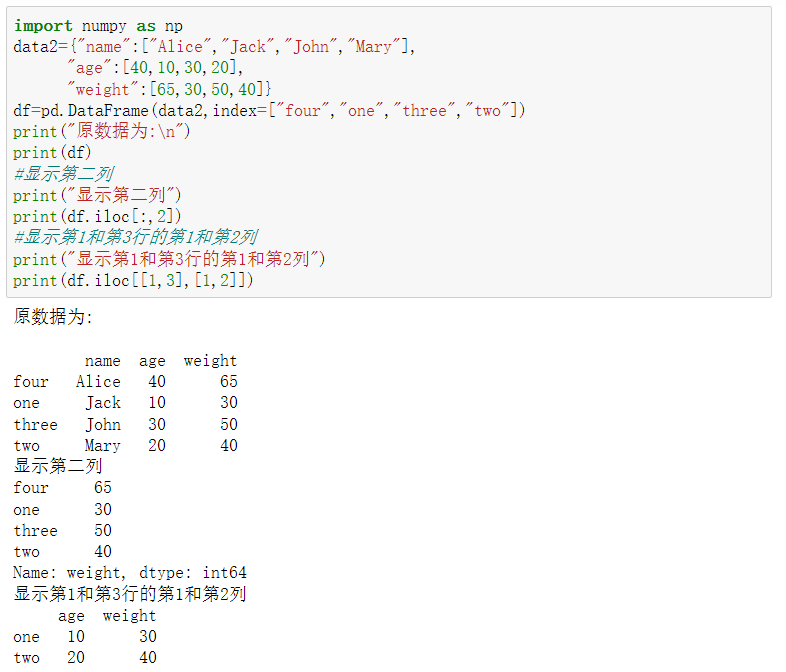 import numpy as np
data2={"name":["Alice","Jack","John","Mary"],
      "age":[40,10,30,20],
      "weight":[65,30,50,40]}
df=pd.DataFrame(data2,index=["four","one","three","two"])
print("原数据为:\n")
print(df)
#显示第二列
print("显示第二列")
print(df.iloc[:,2])
#显示第1和第3行的第1和第2列
print("显示第1和第3行的第1和第2列")
print(df.iloc[[1,3],[1,2]])
原数据为:
        name  age  weight
four   Alice   40      65
one     Jack   10      30
three   John   30      50
two     Mary   20      40
显示第二列
four     65
one      30
three    50
two      40
Name: weight, dtype: int64
显示第1和第3行的第1和第2列
     age  weight
one   10      30
two   20      40